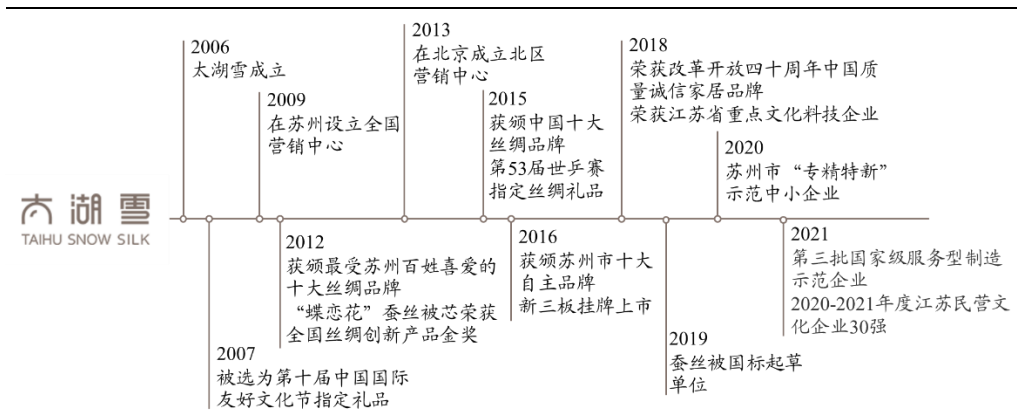 太湖雪
TAIHU SNOW SILK
2006
太湖雪成立
2007
被选为第十届中国国际
友好文化节指定礼品
2009
在苏州设立全国
营销中心
2012
获颁最受苏州百姓喜爱的
十大丝绸品牌
“蝶恋花”蚕丝被芯荣获
全国丝绸创新产品金奖
2013
在北京成立北区
营销中心
2015
获颁中国十大
丝绸品牌
第53届世乒赛
指定丝绸礼品
2016
获颁苏州市十大
自主品牌
新三板挂牌上市
2018
荣获改革开放四十周年中国质
量诚信家居品牌
荣获江苏省重点文化科技企业
2019
蚕丝被国标起草
单位
2020
苏州市“专精特新”
示范中小企业
2021
第三批国家级服务型制造
示范企业
2020-2021年度江苏民营文
化企业30强